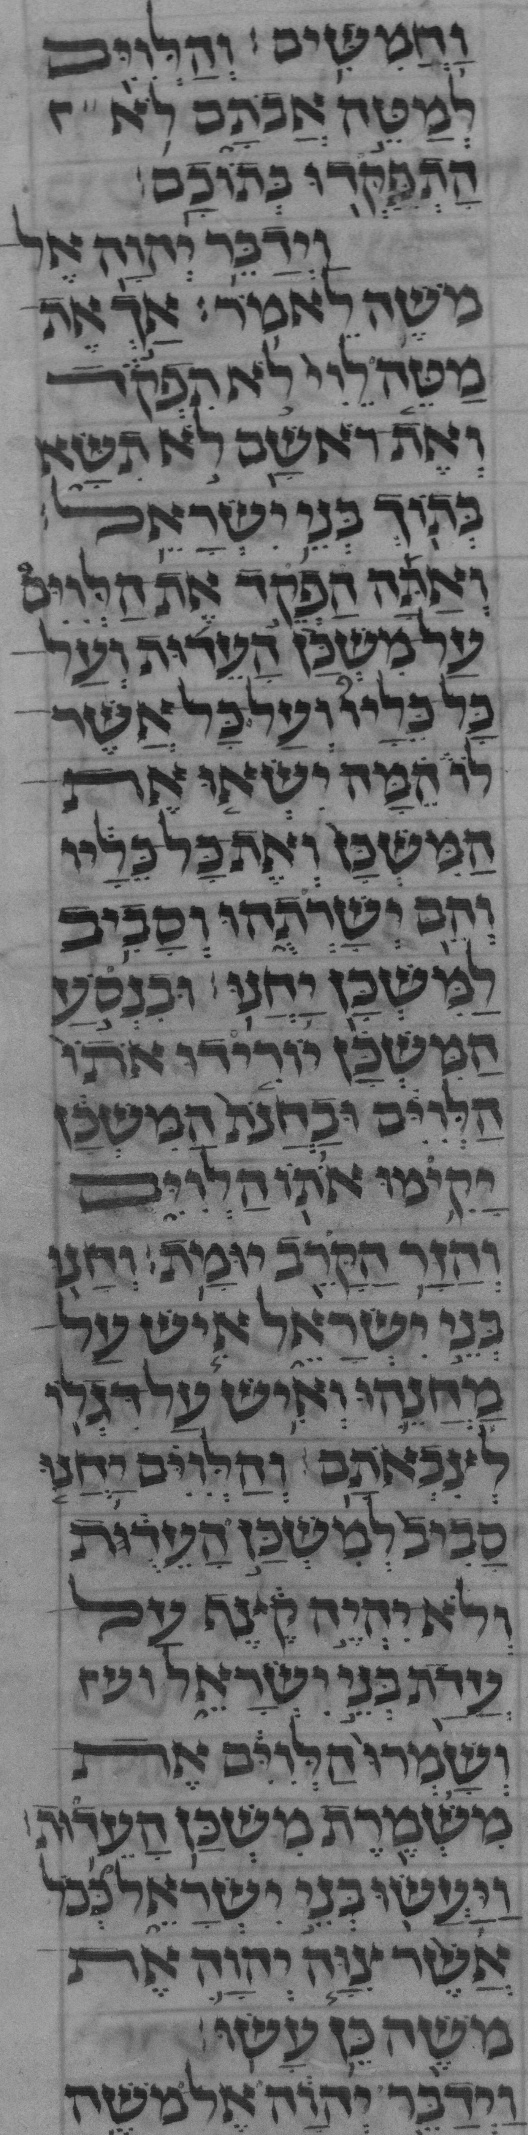 וַחֲמִשִּׁים׃ וְהַלְוִיִּם
לְמַטֵּה אֲבֹתָם לֹא
הָתְפָּקְדוּ בְּתוֹכָם׃
וַיְדַבֵּר יְהוָה אֶל
מֹשֶׁה לֵּאמֹר׃ אַךְ אֶת
מַטֵּה לֵוִי לֹא תִפְקֹד
וְאֶת רֹאשָׁם לֹא תִשָּׂא
בְּתוֹךְ בְּנֵי יִשְׂרָאֵל׃
וְאַתָּה הַפְקֵד אֶת הַלְוִיִּם
עַל מִשְׁכַּן הָעֵדוּת וְעַל
כָּל כֵּלָיו וְעַל כָּל אֲשֶׁר
לוֹ הֵמָּה יִשְׂאוּ אֶת
הַמִּשְׁכָּן וְאֶת כָּל כֵּלָיו
וְהֵם יְשָׁרְתֻהוּ וְסָבִיב
לַמִּשְׁכָּן יַחֲנוּ׃ וּבִנְסֹעַ
הַמִּשְׁכָּן יוֹרִידוּ אֹתוֹ
הַלְוִיִּם וּבַחֲנֹת הַמִּשְׁכָּן
יָקִימוּ אֹתוֹ הַלְוִיִּם
וְהַזָּר הַקָּרֵב יוּמָת׃ וְחָנוּ
בְּנֵי יִשְׂרָאֵל אִישׁ עַל
מַחֲנֵהוּ וְאִישׁ עַל דִּגְלוֹ
לְצִבְאֹתָם׃ וְהַלְוִיִּם יַחֲנוּ
סָבִיב לְמִשְׁכַּן הָעֵדֻת
וְלֹא יִהְיֶה קֶצֶף עַל
עֲדַת בְּנֵי יִשְׂרָאֵל
וְשָׁמְרוּ הַלְוִיִּם אֶת
מִשְׁמֶרֶת מִשְׁכַּן הָעֵדוּת׃
וַיַּעֲשׂוּ בְּנֵי יִשְׂרָאֵל כְּכֹל
אֲשֶׁר צִוָּה יְהוָה אֶת
מֹשֶׁה כֵּן עָשׂוּ׃
וַיְדַבֵּר יְהוָה אֶל מֹשֶׁה